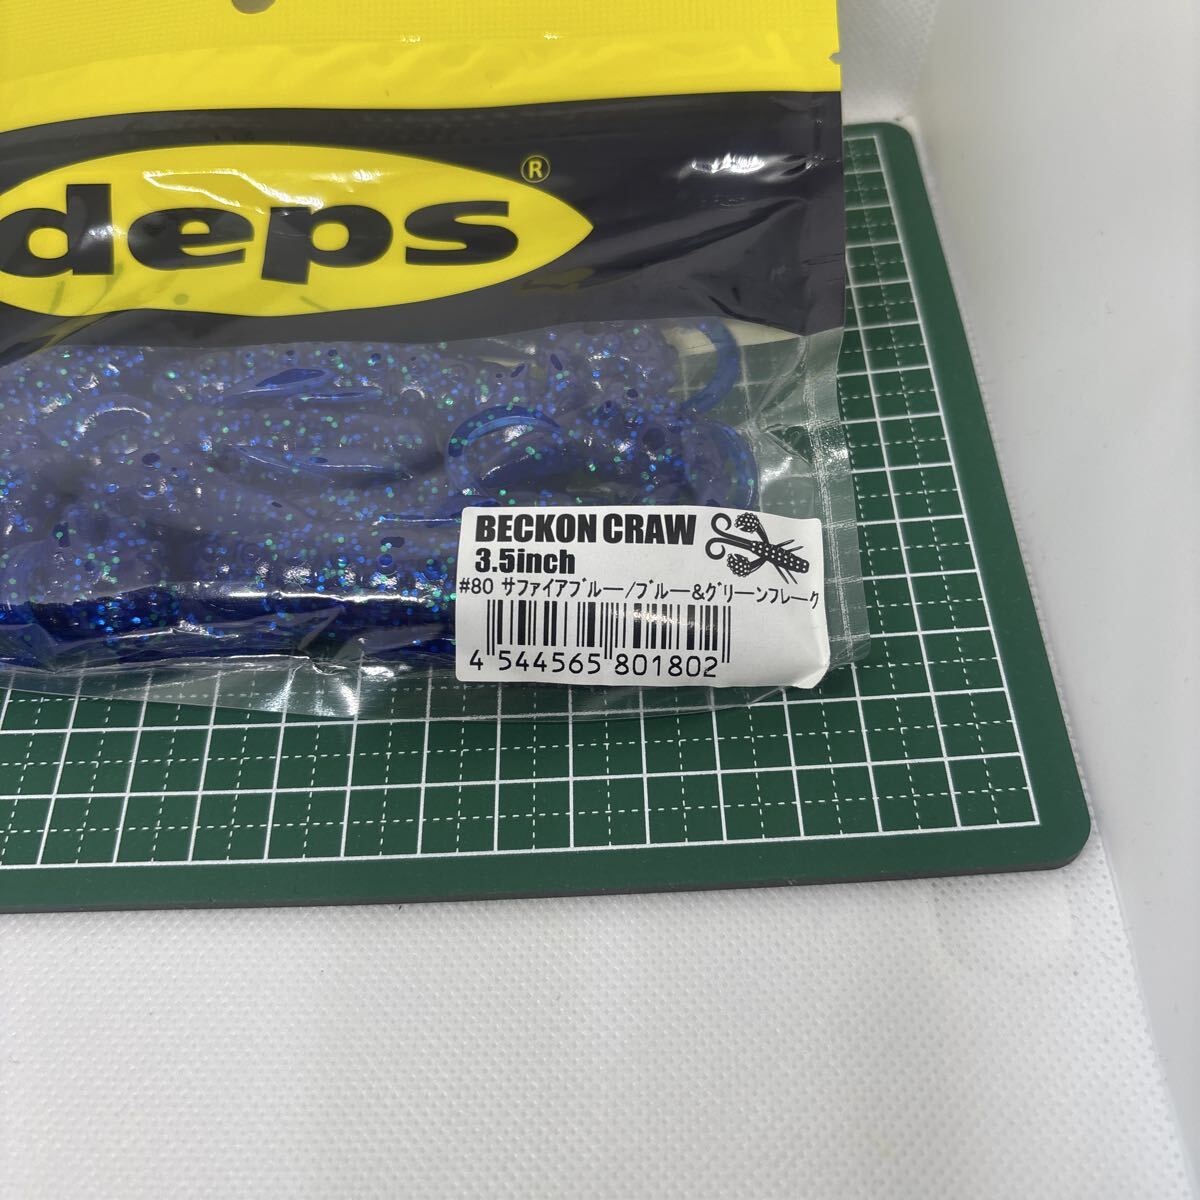 deps®
BECKON CRAW
3.5inch
#80 サファイアブルー/ブルー&グリーンフレーク
4 544565 801802